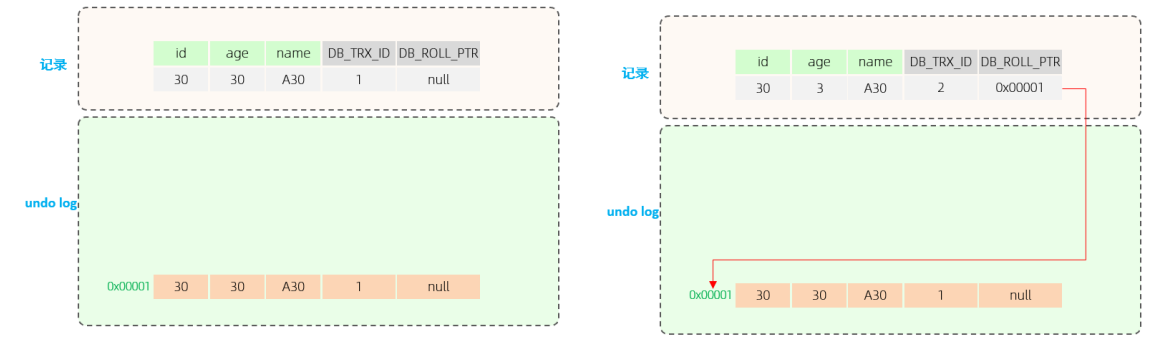 记录
id age name DB_TRX_ID DB_ROLL_PTR
30 30 A30 1 null
undo log
0x00001 30 30 A30 1 null
记录
id age name DB_TRX_ID DB_ROLL_PTR
30 3 A30 2 0x00001
undo log
0x00001 30 30 A30 1 null